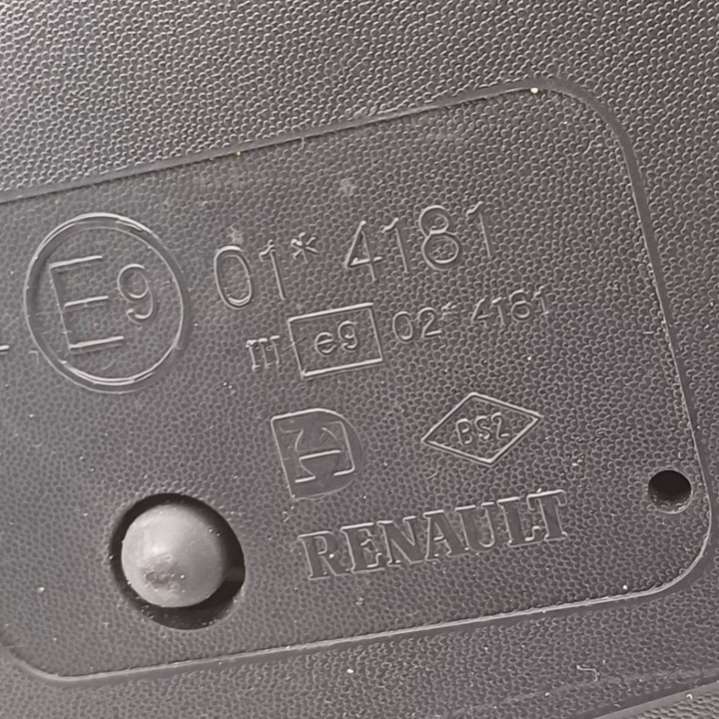 E9 01* 4181
III e9 02* 4181
BS2
RENAULT